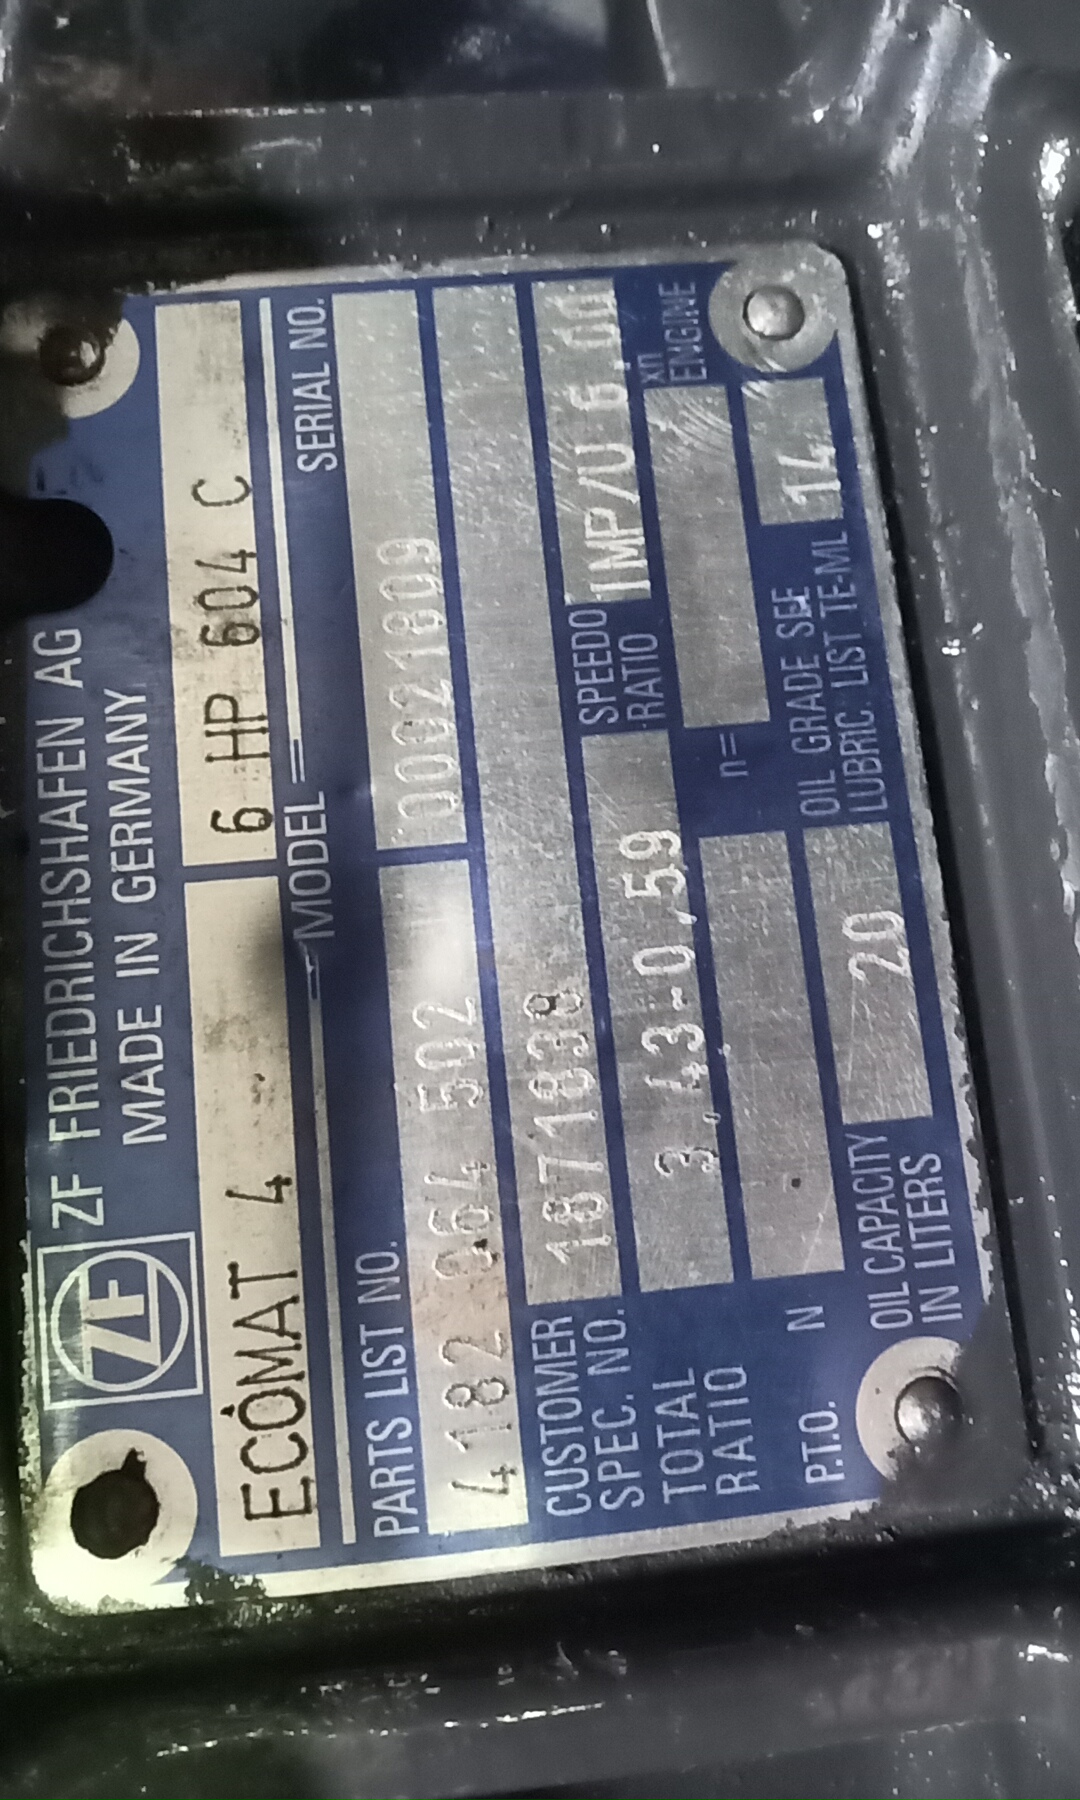 ZF ZF FRIEDRICHSHAFEN AG
MADE IN GERMANY
ECOMAT 4 6 HP 604 C
MODEL
PARTS LIST NO. SERIAL NO.
4182 064 502 00021809
CUSTOMER SPEC. NO. 1871838
TOTAL RATIO 3,43-0,59
SPEEDO RATIO IMP/U 6,00
P.T.O. N n= xn ENGINE
OIL CAPACITY IN LITERS 20
OIL GRADE SEE LUBRIC. LIST TE-ML 14